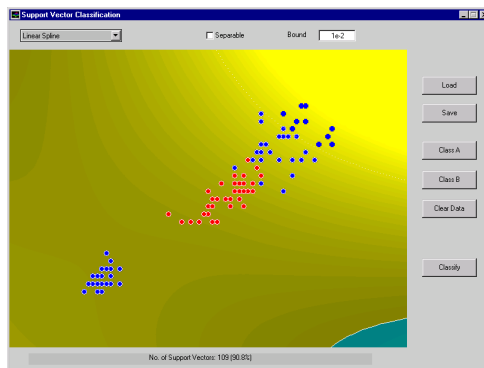 Support Vector Classification
Linear Spline
Separable
Bound
1e-2
Load
Save
Class A
Class B
Clear Data
Classify
No. of Support Vectors: 109 (90.8%)